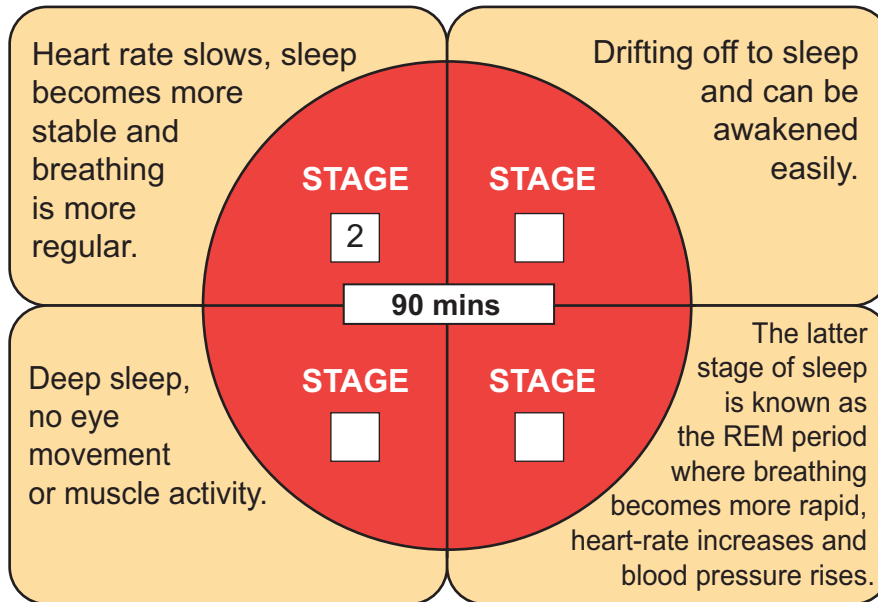 Heart rate slows, sleep
becomes more
stable and
breathing
is more
regular.
Drifting off to sleep
and can be
awakened
easily.
STAGE
2
STAGE
90 mins
Deep sleep,
no eye
movement
or muscle activity.
STAGE
STAGE
The latter
stage of sleep
is known as
the REM period
where breathing
becomes more rapid,
heart-rate increases and
blood pressure rises.